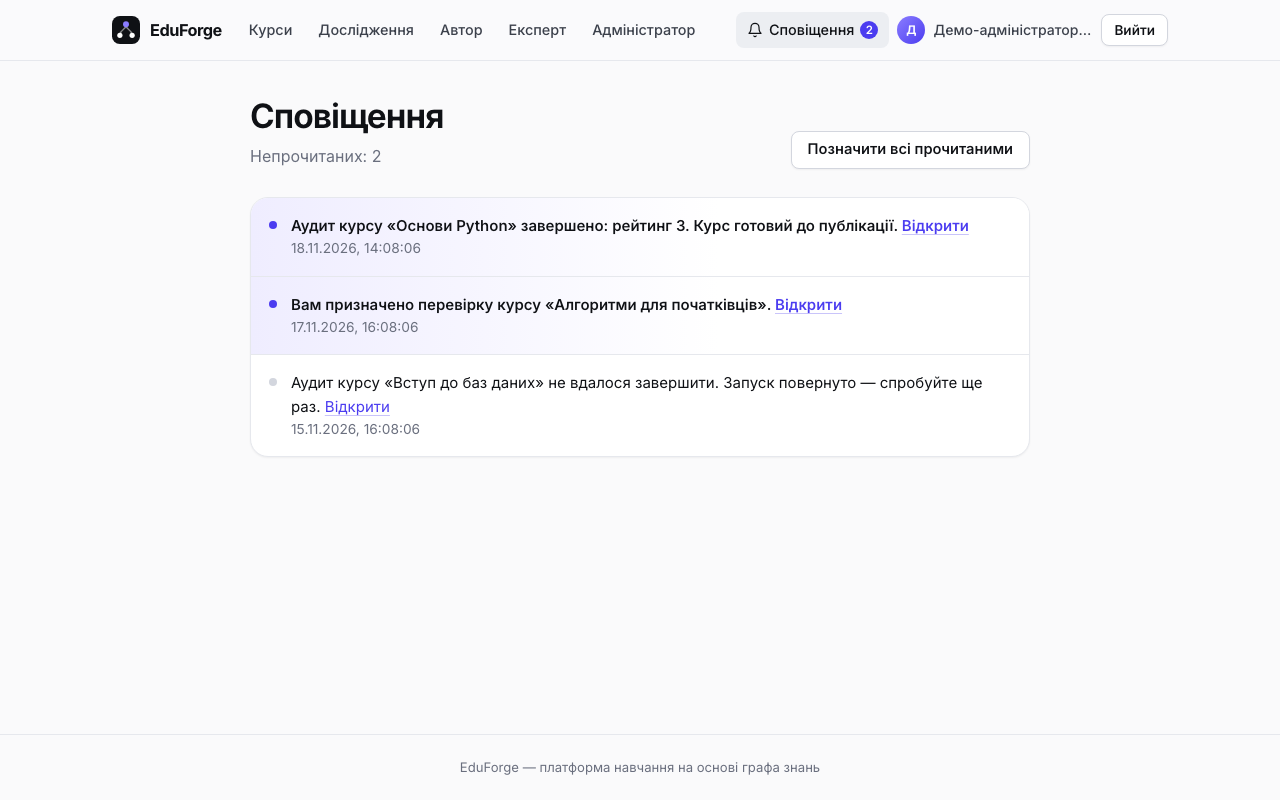 EduForge
Курси
Дослідження
Автор
Експерт
Адміністратор
Сповіщення 2
Д
Демо-адміністратор…
Вийти
Сповіщення
Непрочитаних: 2
Позначити всі прочитаними
Аудит курсу «Основи Python» завершено: рейтинг 3. Курс готовий до публікації. Відкрити
18.11.2026, 14:08:06
Вам призначено перевірку курсу «Алгоритми для початківців». Відкрити
17.11.2026, 16:08:06
Аудит курсу «Вступ до баз даних» не вдалося завершити. Запуск повернуто — спробуйте ще
раз. Відкрити
15.11.2026, 16:08:06
EduForge — платформа навчання на основі графа знань